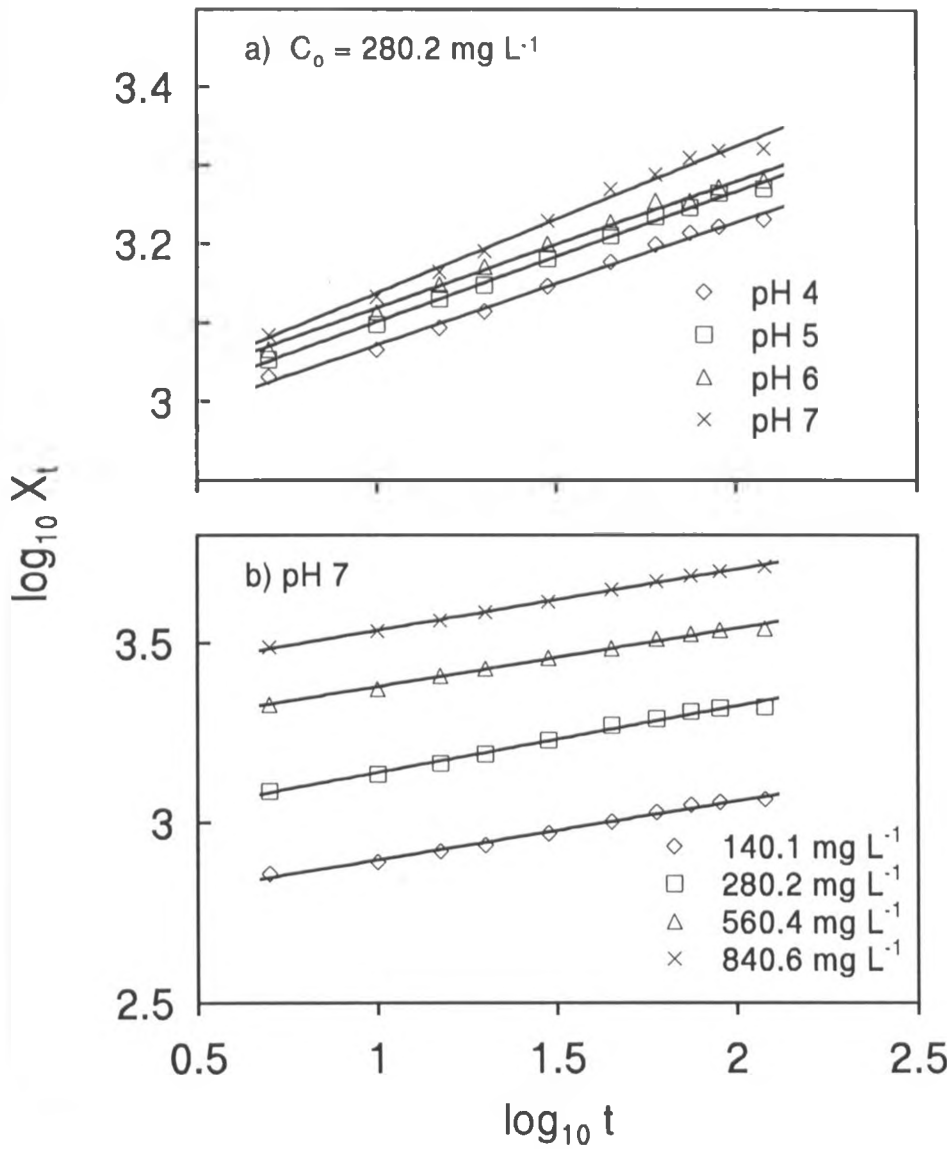 a) Cₒ = 280.2 mg L⁻¹
3.4
3.2
3
pH 4
pH 5
pH 6
pH 7
log₁₀ Xₜ
b) pH 7
3.5
3
2.5
140.1 mg L⁻¹
280.2 mg L⁻¹
560.4 mg L⁻¹
840.6 mg L⁻¹
0.5 1 1.5 2 2.5
log₁₀ t